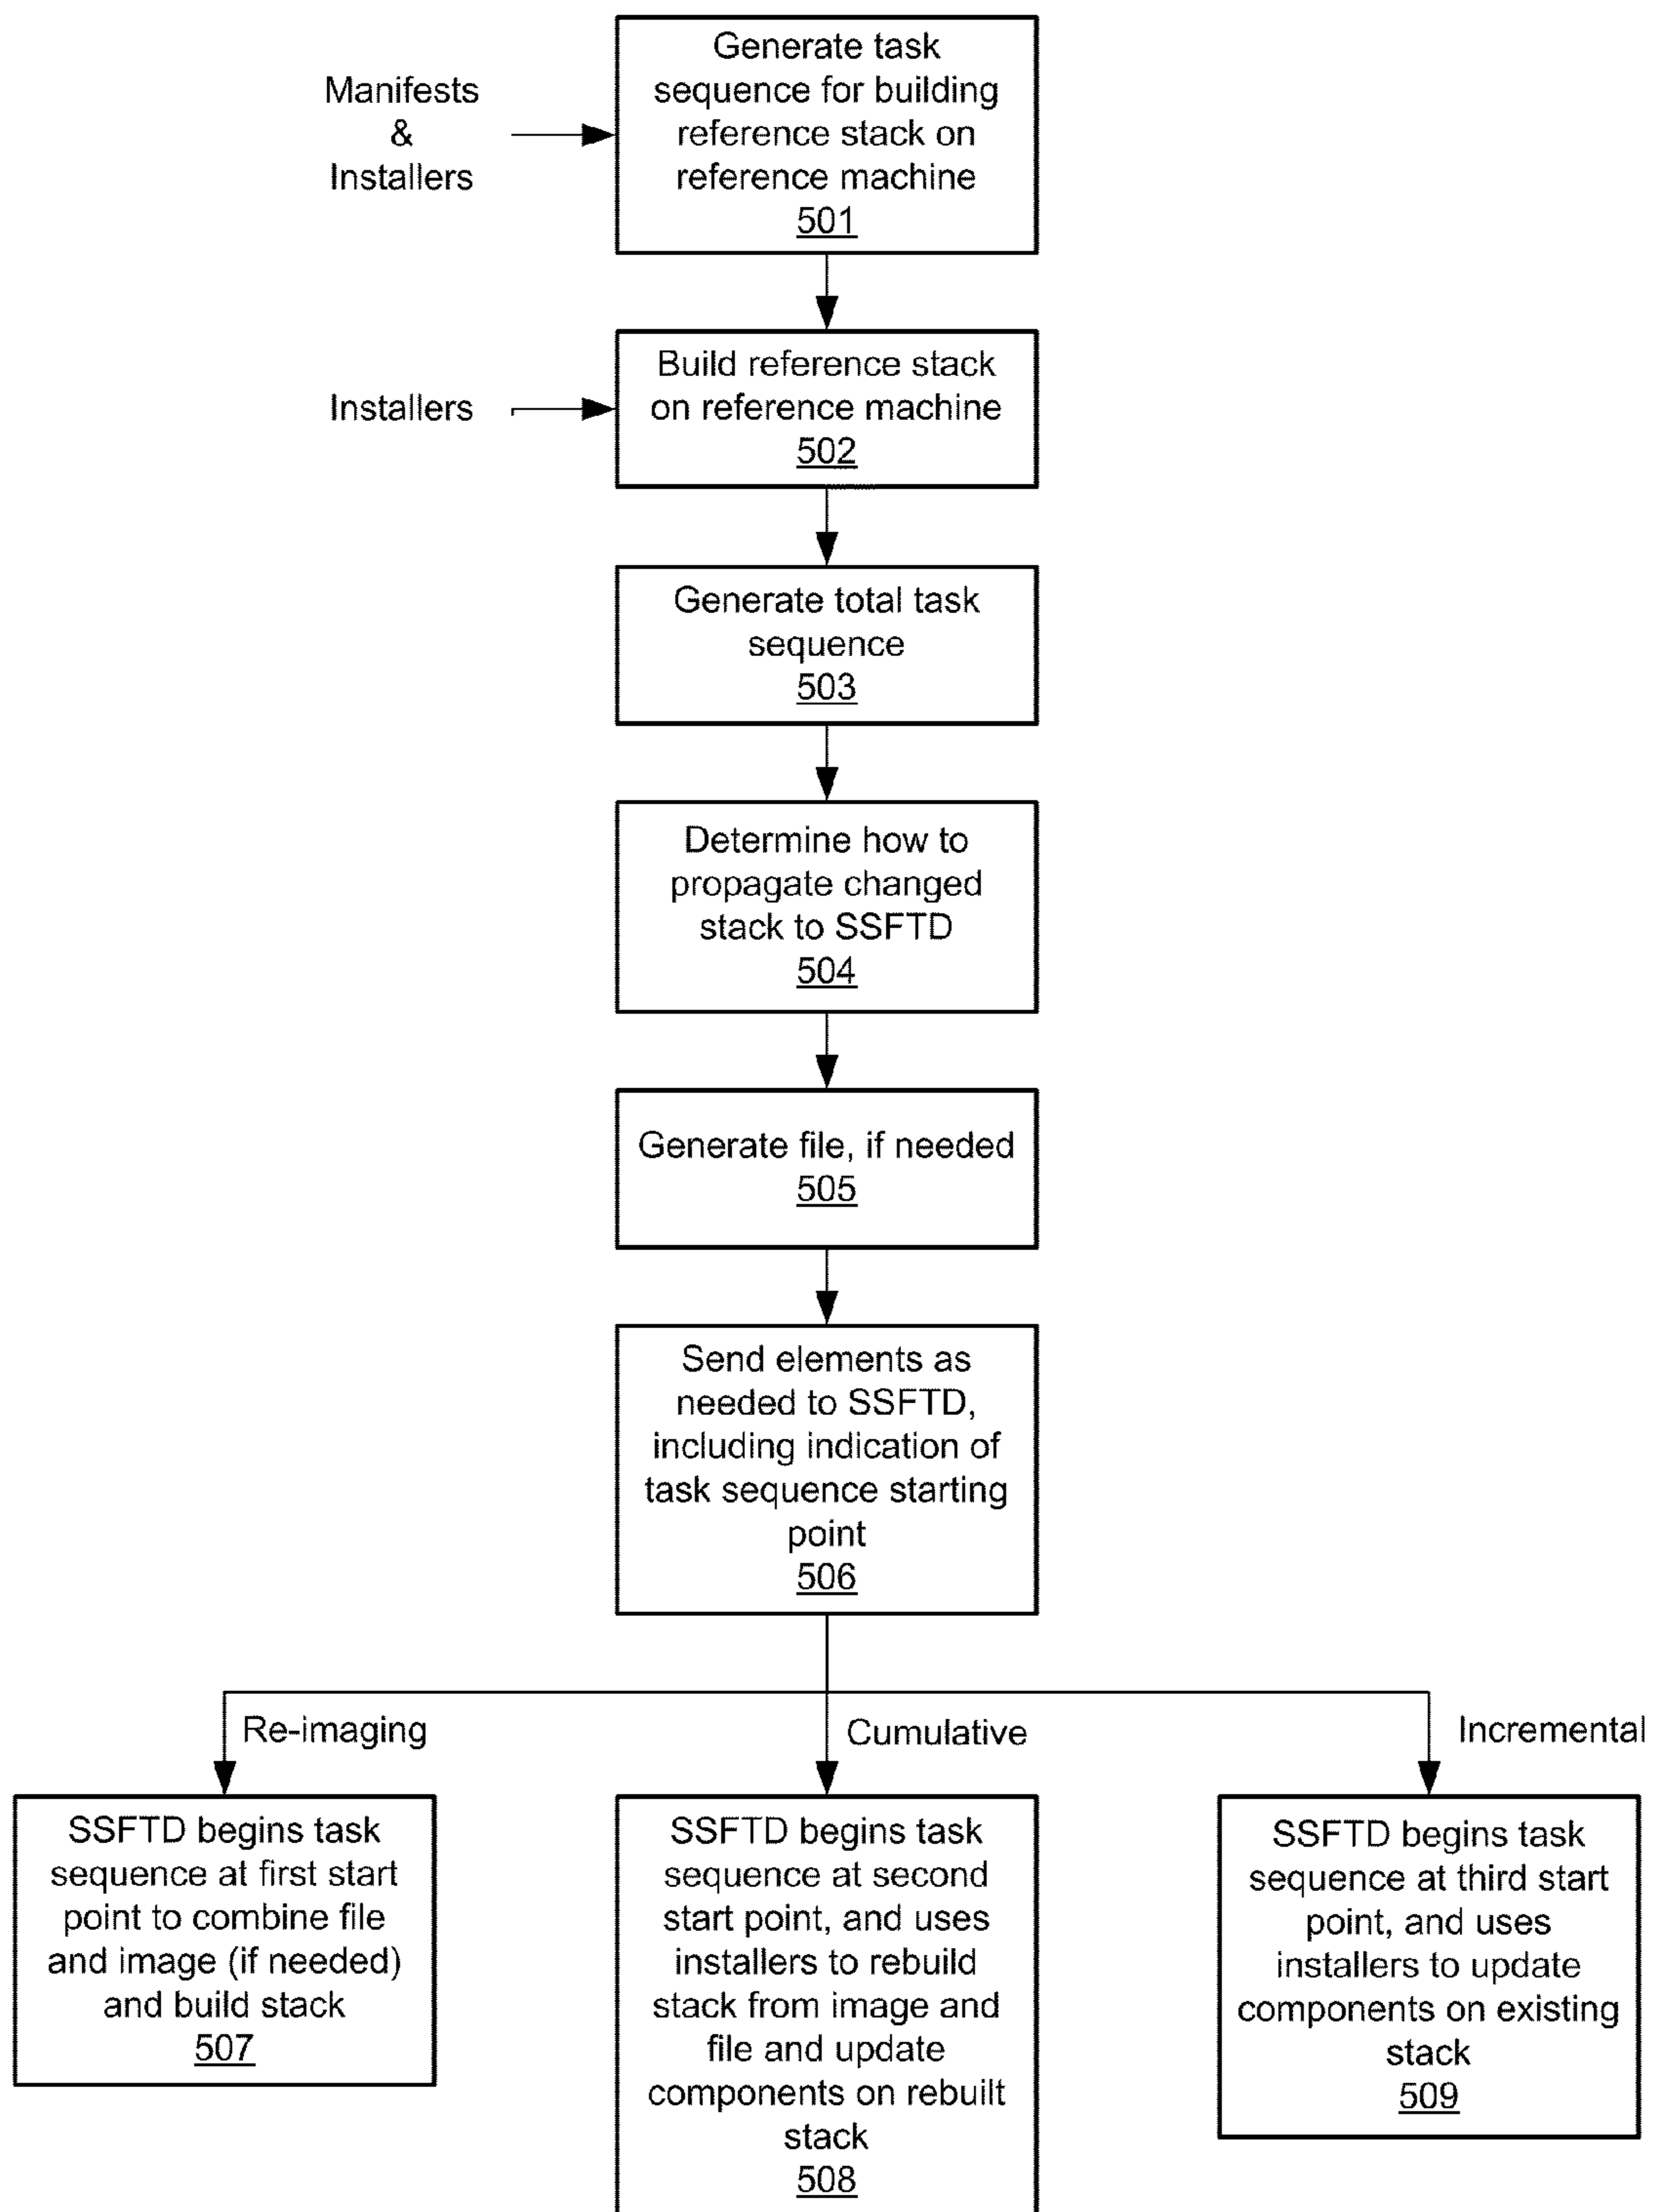 Manifests
&
Installers
Generate task
sequence for building
reference stack on
reference machine
501
Installers
Build reference stack
on reference machine
502
Generate total task
sequence
503
Determine how to
propagate changed
stack to SSFTD
504
Generate file, if needed
505
Send elements as
needed to SSFTD,
including indication of
task sequence starting
point
506
Re-imaging
Cumulative
Incremental
SSFTD begins task
sequence at first start
point to combine file
and image (if needed)
and build stack
507
SSFTD begins task
sequence at second
start point, and uses
installers to rebuild
stack from image and
file and update
components on rebuilt
stack
508
SSFTD begins task
sequence at third start
point, and uses
installers to update
components on existing
stack
509